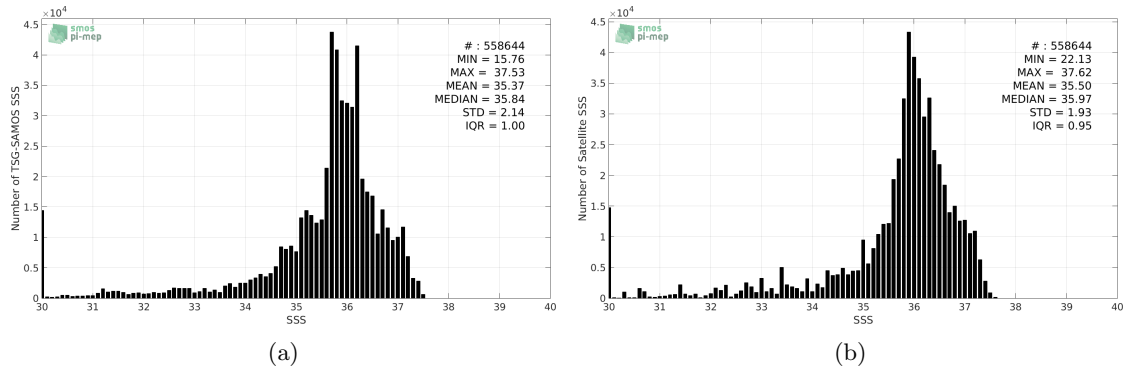 ×10⁴
smos
pi-mep
# : 558644
MIN = 15.76
MAX = 37.53
MEAN = 35.37
MEDIAN = 35.84
STD = 2.14
IQR = 1.00
Number of TSG-SAMOS SSS
4.5
4
3.5
3
2.5
2
1.5
1
0.5
0
30 31 32 33 34 35 36 37 38 39 40
SSS
(a)
×10⁴
smos
pi-mep
# : 558644
MIN = 22.13
MAX = 37.62
MEAN = 35.50
MEDIAN = 35.97
STD = 1.93
IQR = 0.95
Number of Satellite SSS
4.5
4
3.5
3
2.5
2
1.5
1
0.5
0
30 31 32 33 34 35 36 37 38 39 40
SSS
(b)